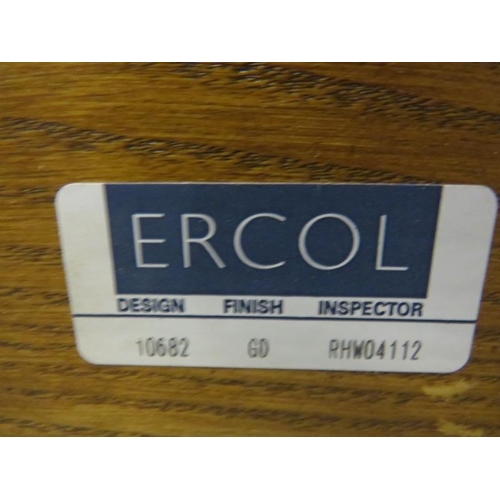 ERCOL
DESIGN FINISH INSPECTOR
10682 GD RHW04112